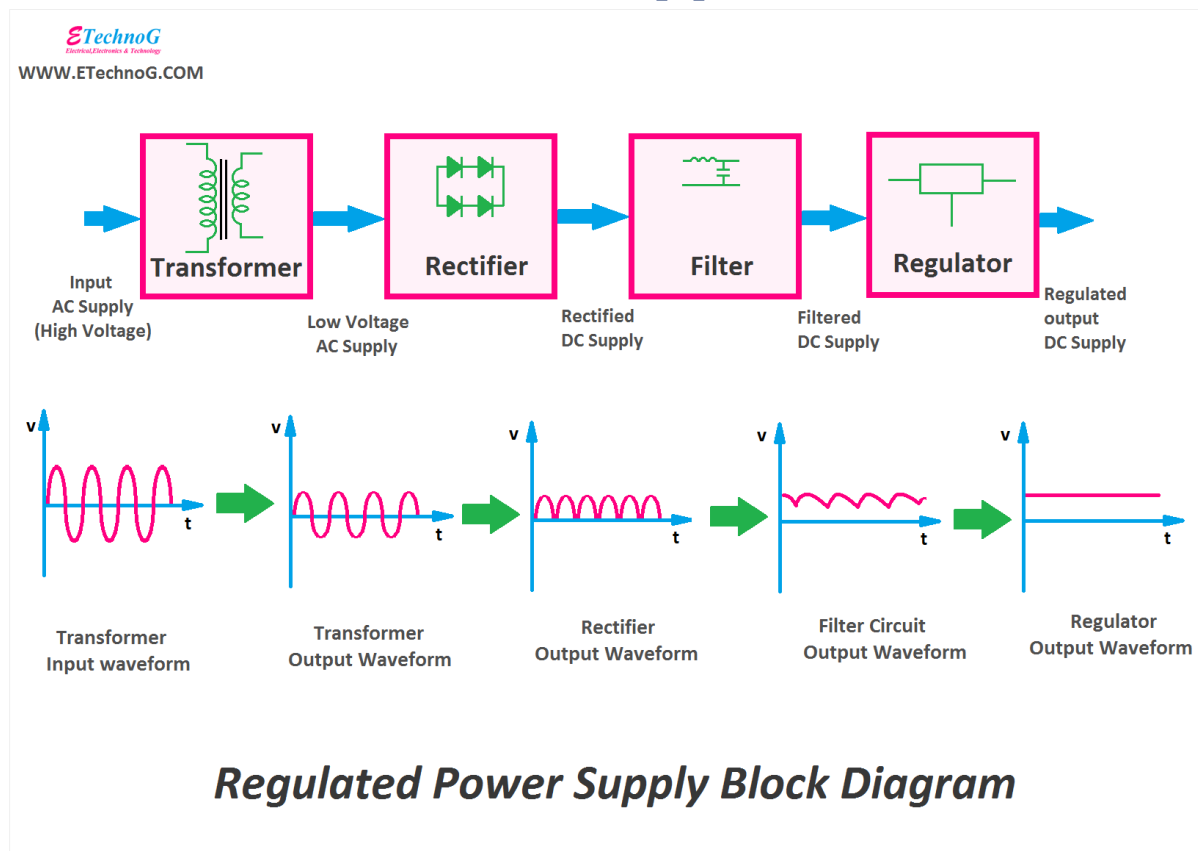 ETechnoG
Electrical,Electronics & Technology
WWW.ETechnoG.COM
Transformer
Rectifier
Filter
Regulator
Input
AC Supply
(High Voltage)
Low Voltage
AC Supply
Rectified
DC Supply
Filtered
DC Supply
Regulated
output
DC Supply
v
t
v
t
v
t
v
t
v
t
Transformer
Input waveform
Transformer
Output Waveform
Rectifier
Output Waveform
Filter Circuit
Output Waveform
Regulator
Output Waveform
Regulated Power Supply Block Diagram